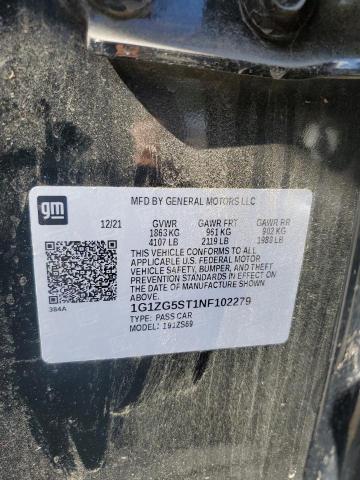 gm
MFD BY GENERAL MOTORS LLC
12/21 GVWR GAWR FRT GAWR RR
1863 KG 961 KG 902 KG
4107 LB 2119 LB 1988 LB
THIS VEHICLE CONFORMS TO ALL
APPLICABLE U.S. FEDERAL MOTOR
VEHICLE SAFETY, BUMPER, AND THEFT
PREVENTION STANDARDS IN EFFECT ON
THE DATE OF MANUFACTURE SHOWN ABOVE.
1G1ZG5ST1NF102279
384A TYPE: PASS CAR
MODEL: 191ZS69